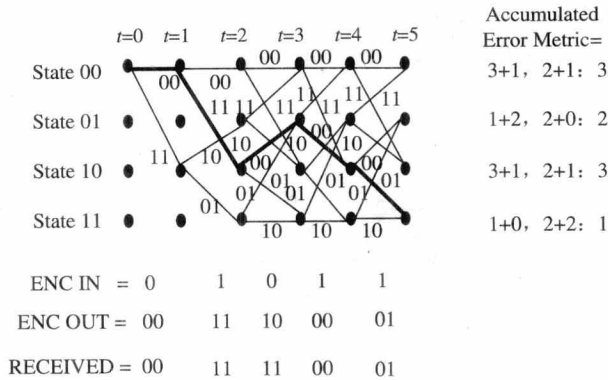 Accumulated
t=0 t=1 t=2 t=3 t=4 t=5 Error Metric=
00 00 00
State 00 00 00 3+1, 2+1: 3
11 11
11 11 11 11 11
State 01 1+2, 2+0: 2
00
11 10 10 10
00 00
State 10 3+1, 2+1: 3
01 01 01 01
01 01 01
State 11 1+0, 2+2: 1
10 10 10
ENC IN = 0 1 0 1 1
ENC OUT = 00 11 10 00 01
RECEIVED = 00 11 11 00 01